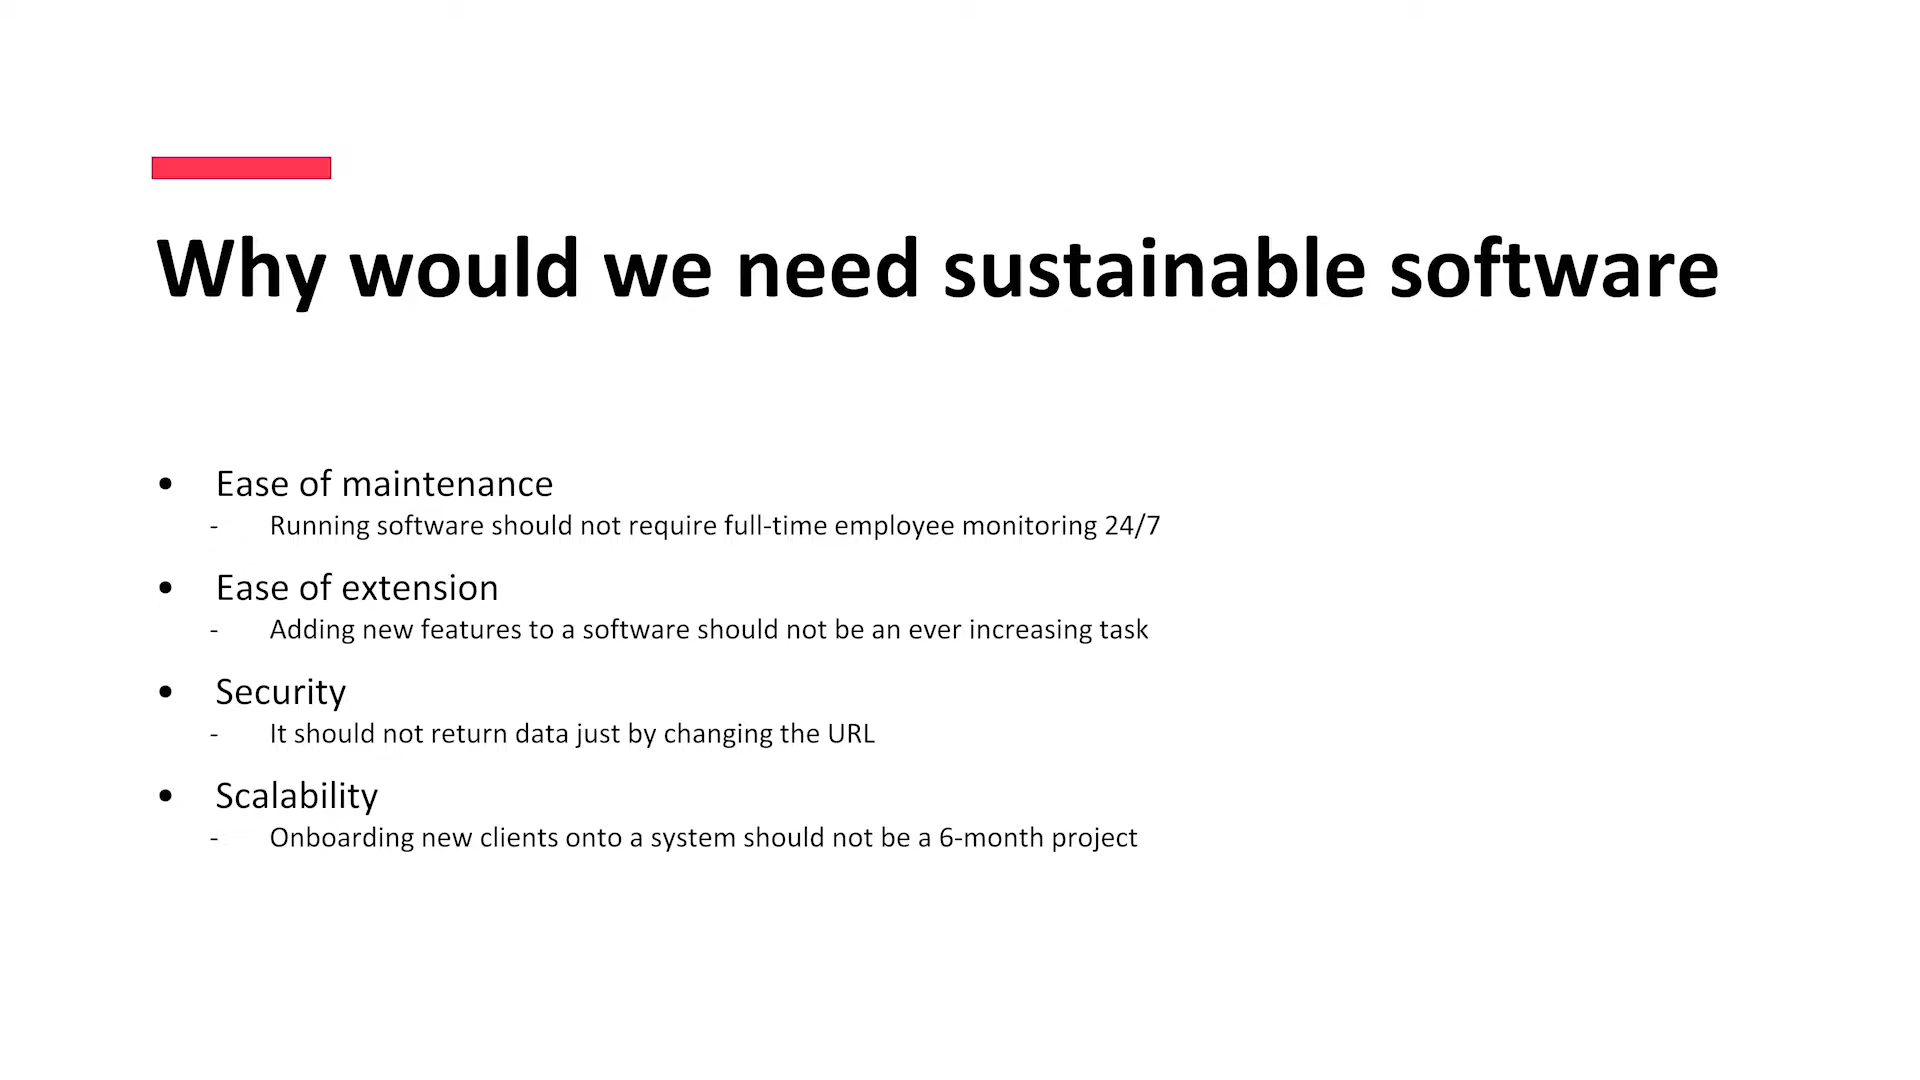 Why would we need sustainable software
• Ease of maintenance
- Running software should not require full-time employee monitoring 24/7
• Ease of extension
- Adding new features to a software should not be an ever increasing task
• Security
- It should not return data just by changing the URL
• Scalability
- Onboarding new clients onto a system should not be a 6-month project